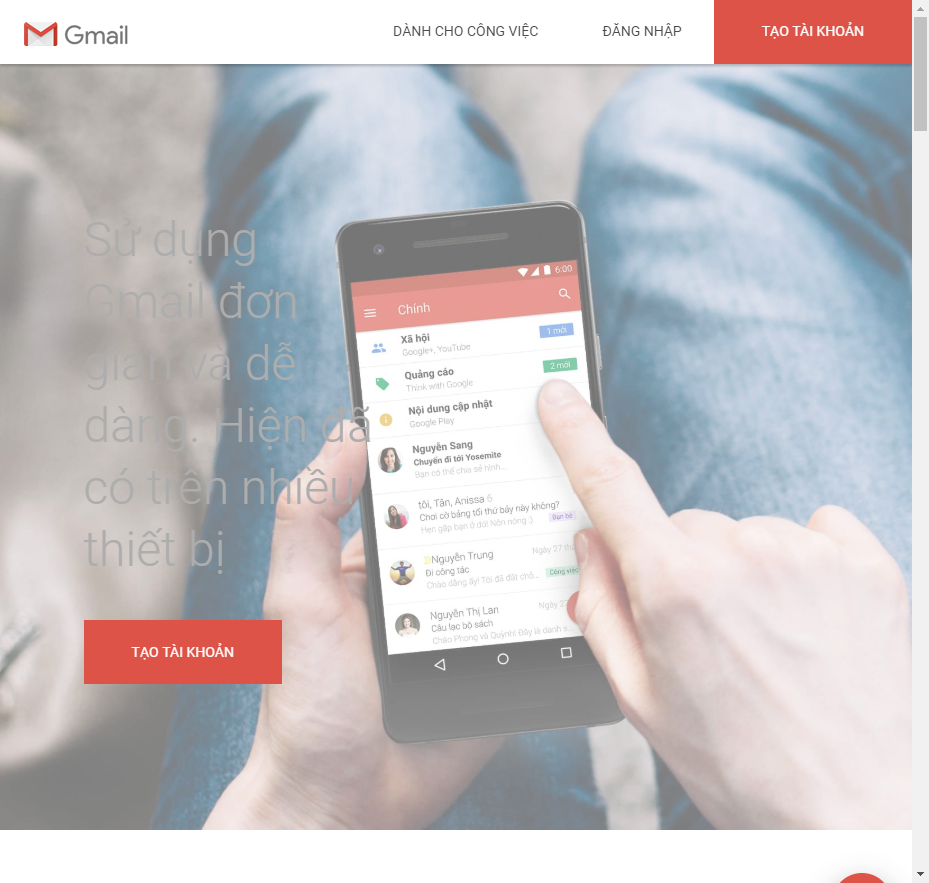 Gmail
DÀNH CHO CÔNG VIỆC
ĐĂNG NHẬP
TẠO TÀI KHOẢN
Sử dụng
Gmail đơn
giản và dễ
dàng. Hiện đã
có trên nhiều
thiết bị
TẠO TÀI KHOẢN
6:00
Chính
Xã hội
1 mới
Google+, YouTube
Quảng cáo
2 mới
Think with Google
Nội dung cập nhật
Google Play
Nguyễn Sang
Chuyến đi tới Yosemite
Bạn có thể chia sẻ hình...
tôi, Tân, Anissa 6
Chơi cờ bảng tối thứ bảy này không?
Hẹn gặp bạn ở đó! Nôn nóng :)
Bạn bè
Nguyễn Trung
Ngày 27
Đi công tác
Chào đằng ấy! Tôi đã đặt chỗ...
Công việc
Nguyễn Thị Lan
Ngày
Câu lạc bộ sách
Chào Phong và Quỳnh! Đây là danh s...